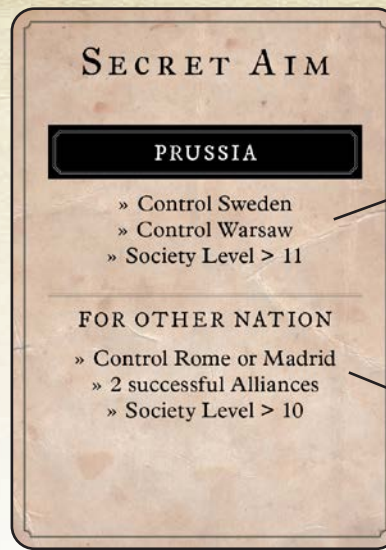 SECRET AIM
PRUSSIA
» Control Sweden
» Control Warsaw
» Society Level > 11
FOR OTHER NATION
» Control Rome or Madrid
» 2 successful Alliances
» Society Level > 10